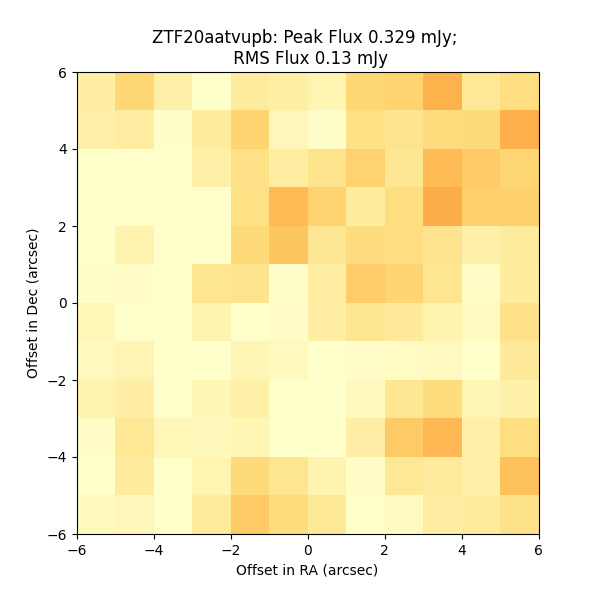 ZTF20aatvupb: Peak Flux 0.329 mJy;
RMS Flux 0.13 mJy
6
4
2
0
−2
−4
−6
Offset in Dec (arcsec)
−6 −4 −2 0 2 4 6
Offset in RA (arcsec)